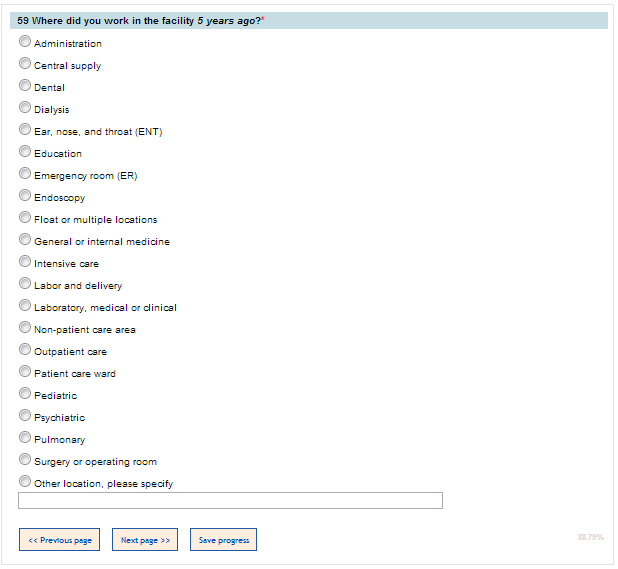 59 Where did you work in the facility 5 years ago?*
Administration
Central supply
Dental
Dialysis
Ear, nose, and throat (ENT)
Education
Emergency room (ER)
Endoscopy
Float or multiple locations
General or internal medicine
Intensive care
Labor and delivery
Laboratory, medical or clinical
Non-patient care area
Outpatient care
Patient care ward
Pediatric
Psychiatric
Pulmonary
Surgery or operating room
Other location, please specify
<< Previous page Next page >> Save progress